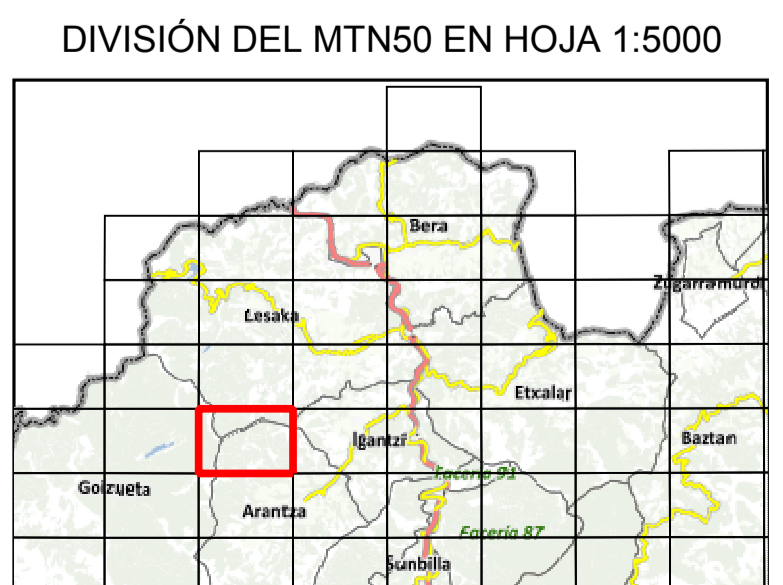 DIVISIÓN DEL MTN50 EN HOJA 1:5000
Bera
Zugarramurdi
Lesaka
Etxalar
Igantzi
Baztan
Facería 91
Goizueta
Arantza
Facería 87
Sunbilla